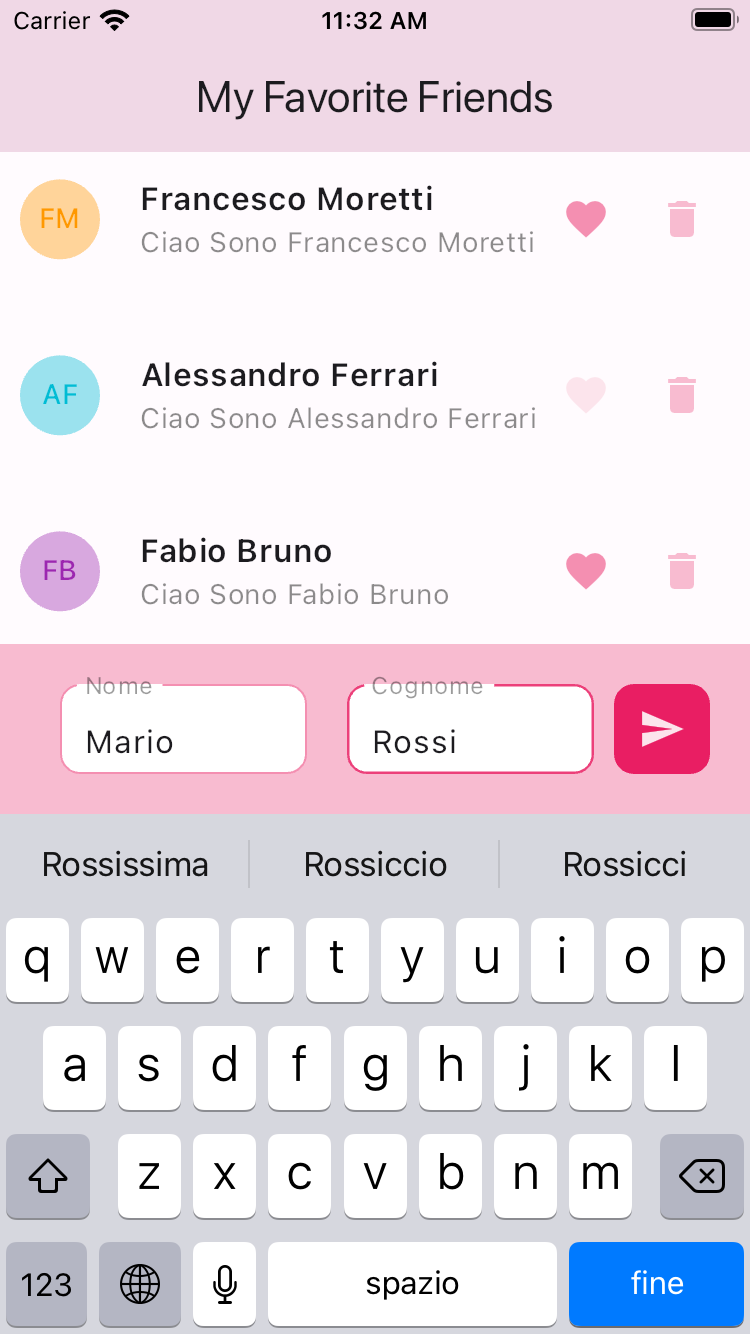 Carrier 11:32 AM
My Favorite Friends
FM
Francesco Moretti
Ciao Sono Francesco Moretti
AF
Alessandro Ferrari
Ciao Sono Alessandro Ferrari
FB
Fabio Bruno
Ciao Sono Fabio Bruno
Nome Cognome
Mario Rossi
Rossissima Rossiccio Rossicci
q w e r t y u i o p
a s d f g h j k l
z x c v b n m
123 spazio fine